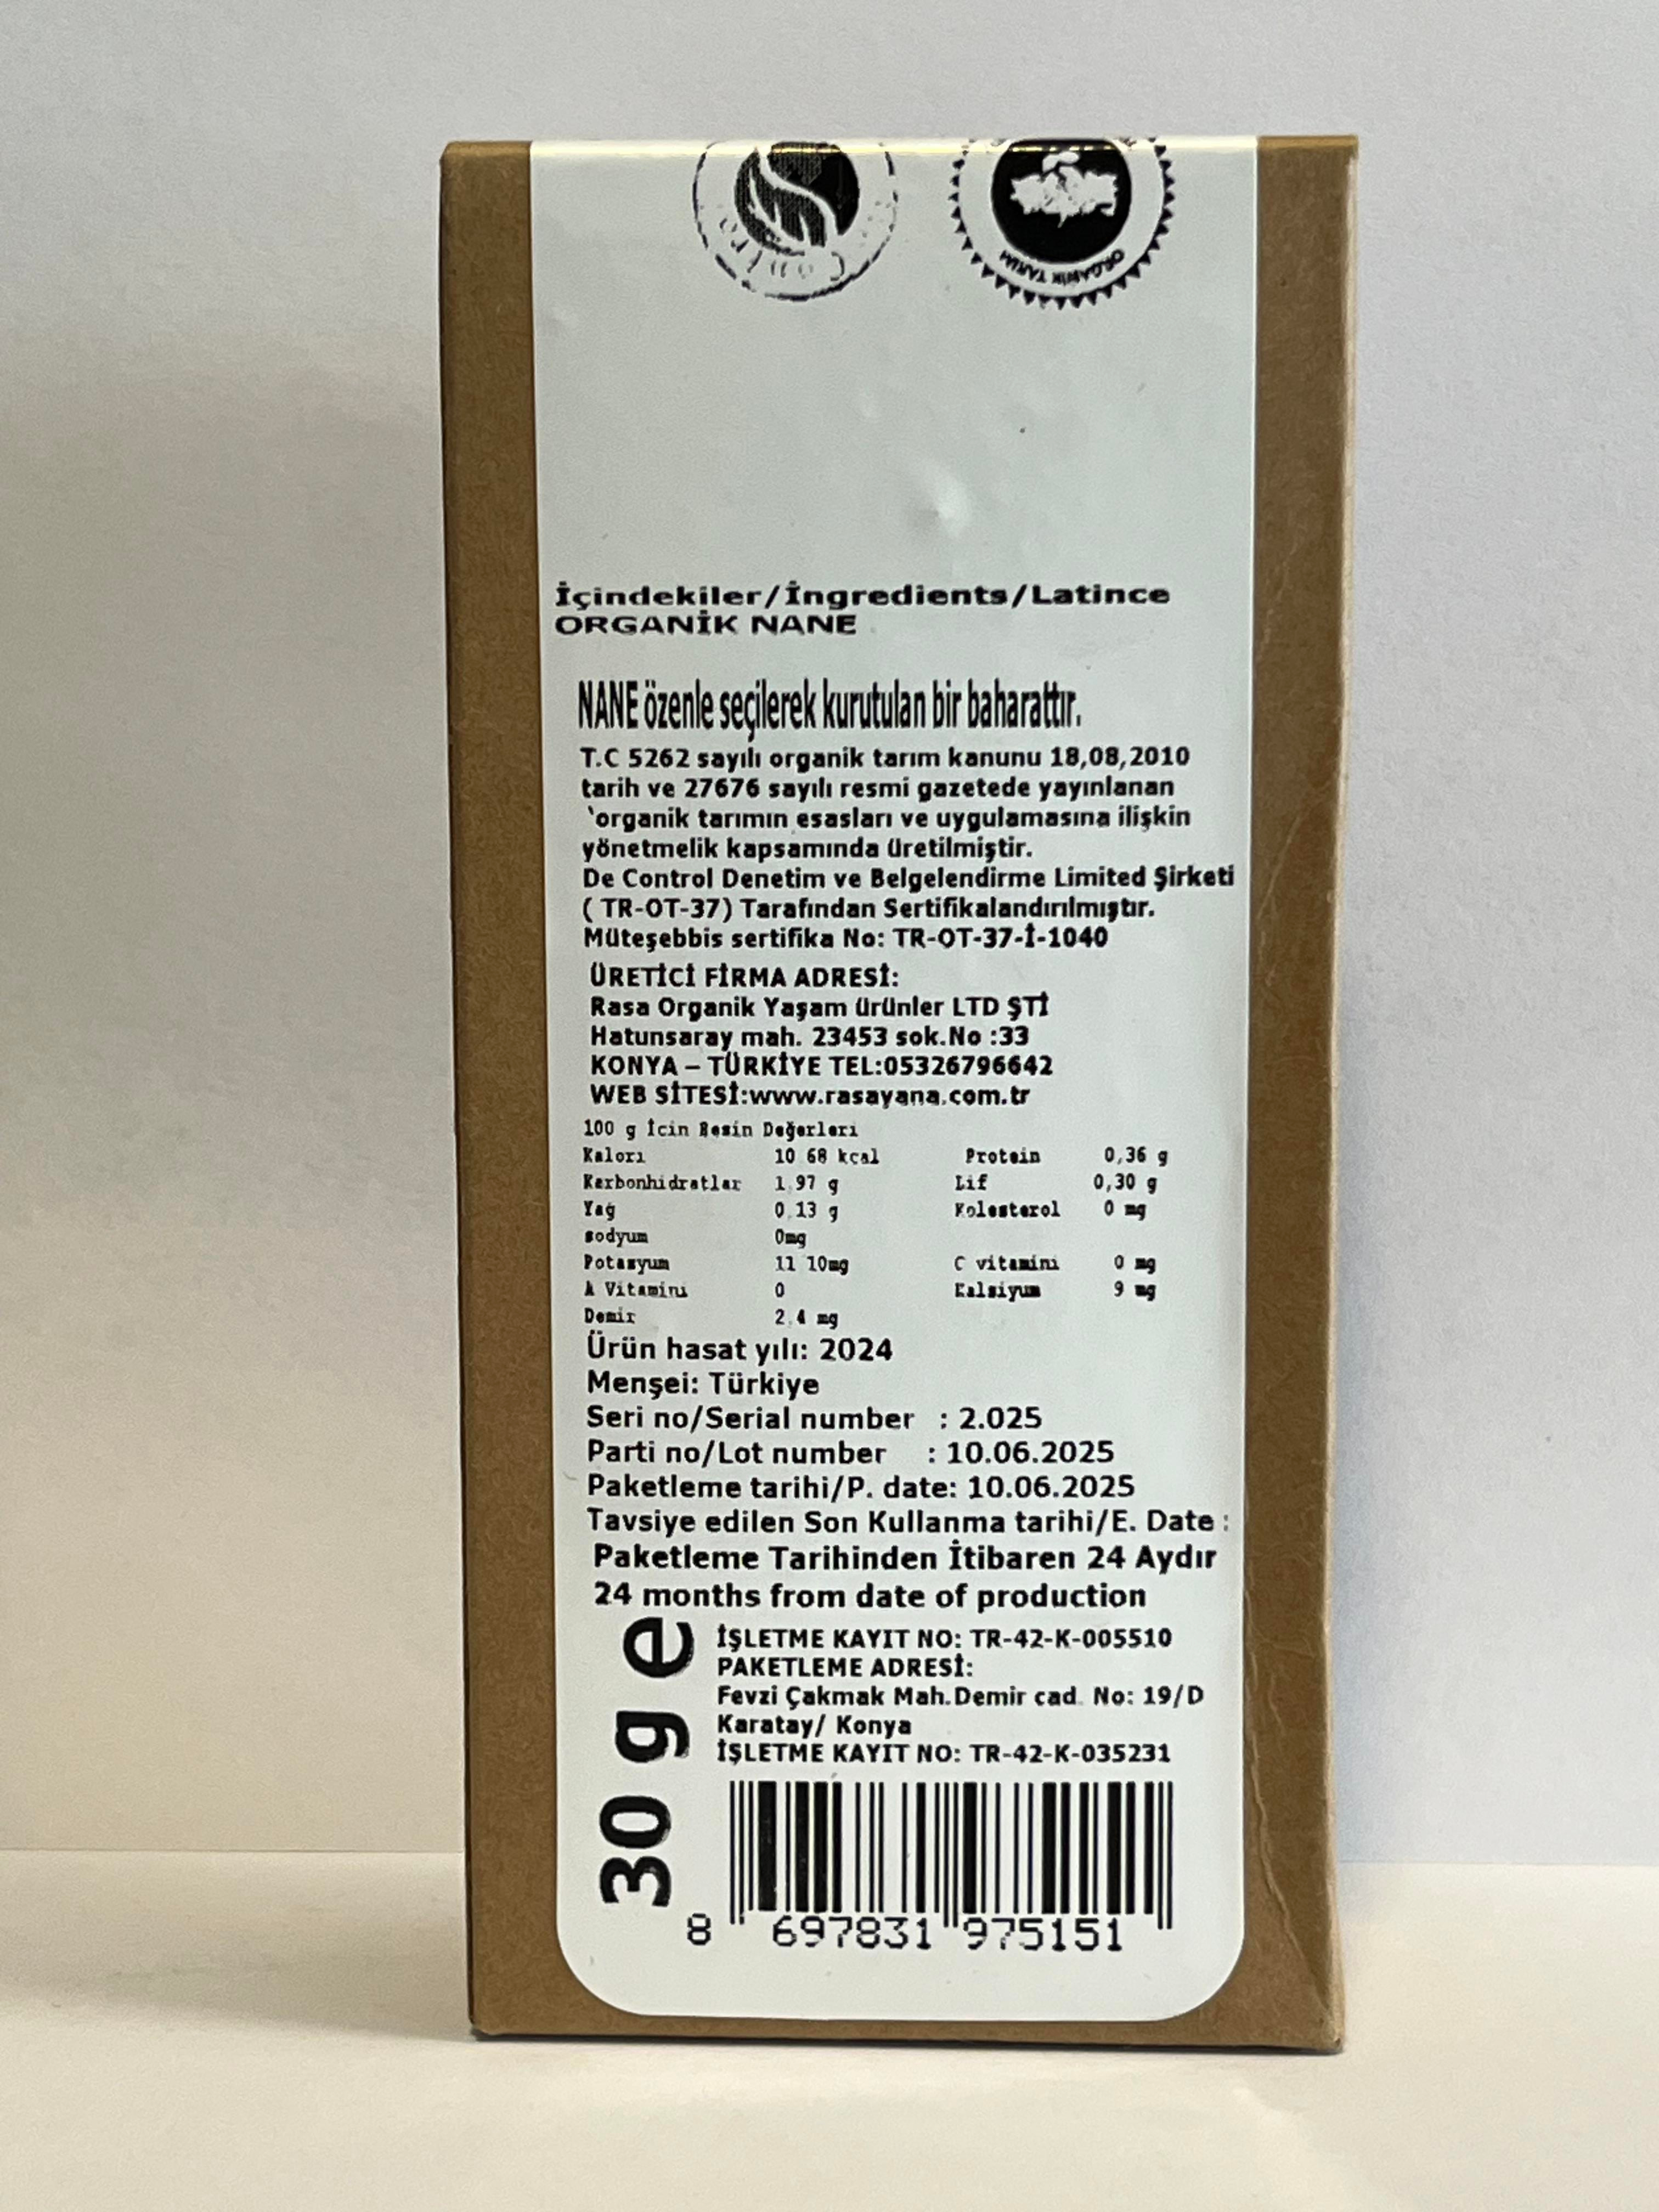 ORGANİK TARIM
İçindekiler/İngredients/Latince
ORGANİK NANE
NANE özenle seçilerek kurutulan bir baharattır.
T.C 5262 sayılı organik tarım kanunu 18,08,2010
tarih ve 27676 sayılı resmi gazetede yayınlanan
‘organik tarımın esasları ve uygulamasına ilişkin
yönetmelik kapsamında üretilmiştir.
De Control Denetim ve Belgelendirme Limited Şirketi
( TR-OT-37) Tarafından Sertifikalandırılmıştır.
Müteşebbis sertifika No: TR-OT-37-İ-1040
ÜRETİCİ FİRMA ADRESİ:
Rasa Organik Yaşam ürünler LTD ŞTİ
Hatunsaray mah. 23453 sok.No :33
KONYA – TÜRKİYE TEL:05326796642
WEB SİTESİ:www.rasayana.com.tr
100 g İcin Besin Değerleri
Kalori 10.68 kcal Protein 0,36 g
Karbonhidratlar 1.97 g Lif 0,30 g
Yağ 0.13 g Kolesterol 0 mg
sodyum 0mg
Potasyum 11 10mg C vitamini 0 mg
A Vitamini 0 Kalsiyum 9 mg
Demir 2.4 mg
Ürün hasat yılı: 2024
Menşei: Türkiye
Seri no/Serial number : 2.025
Parti no/Lot number : 10.06.2025
Paketleme tarihi/P. date: 10.06.2025
Tavsiye edilen Son Kullanma tarihi/E. Date :
Paketleme Tarihinden İtibaren 24 Aydır
24 months from date of production
30 g e
İŞLETME KAYIT NO: TR-42-K-005510
PAKETLEME ADRESİ:
Fevzi Çakmak Mah.Demir cad. No: 19/D
Karatay/ Konya
İŞLETME KAYIT NO: TR-42-K-035231
8 697831 975151